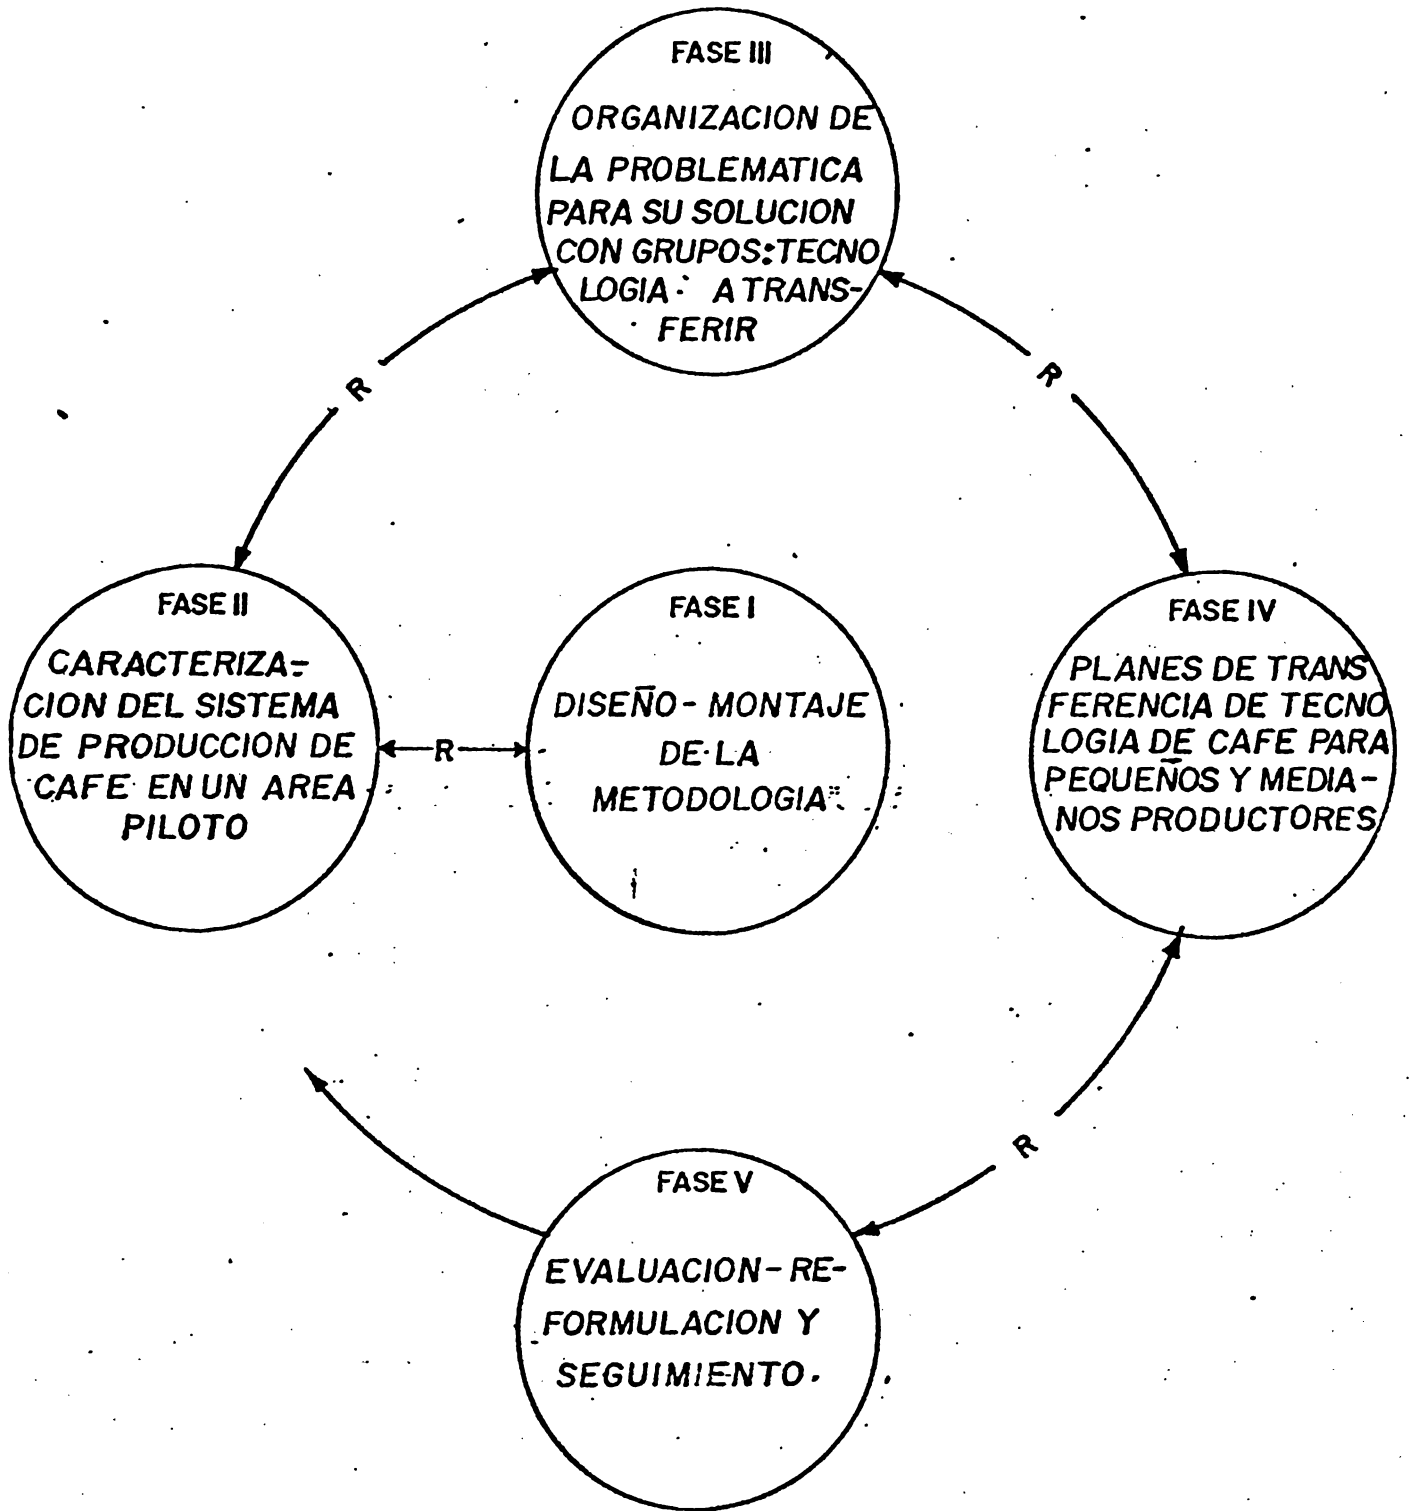 FASE III
ORGANIZACION DE
LA PROBLEMATICA
PARA SU SOLUCION
CON GRUPOS: TECNO
LOGIA A TRANS-
FERIR
R
R
FASE II
CARACTERIZA-
CION DEL SISTEMA
DE PRODUCCION DE
CAFE EN UN AREA
PILOTO
R
FASE I
DISEÑO - MONTAJE
DE LA
METODOLOGIA
FASE IV
PLANES DE TRANS
FERENCIA DE TECNO
LOGIA DE CAFE PARA
PEQUEÑOS Y MEDIA-
NOS PRODUCTORES
R
FASE V
EVALUACION - RE-
FORMULACION Y
SEGUIMIENTO.